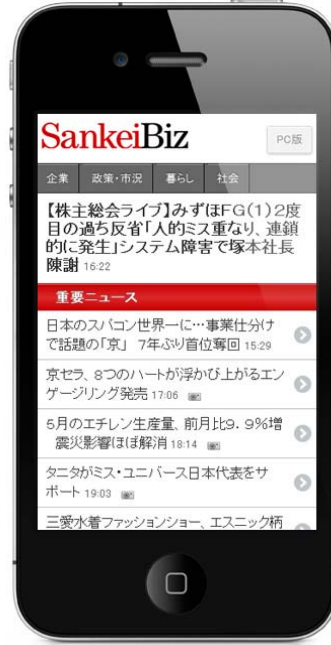 SankeiBiz
PC版
企業 政策・市況 暮らし 社会
【株主総会ライブ】みずほFG(1)2度
目の過ち反省「人的ミス重なり、連鎖
的に発生」システム障害で塚本社長
陳謝 16:22
重要ニュース
日本のスパコン世界一に…事業仕分け
で話題の「京」 7年ぶり首位奪回 15:29
京セラ、8つのハートが浮かび上がるエン
ゲージリング発売 17:06
5月のエチレン生産量、前月比9.9%増
震災影響ほぼ解消 18:14
タニタがミス・ユニバース日本代表をサ
ポート 19:03
三愛水着ファッションショー、エスニック柄